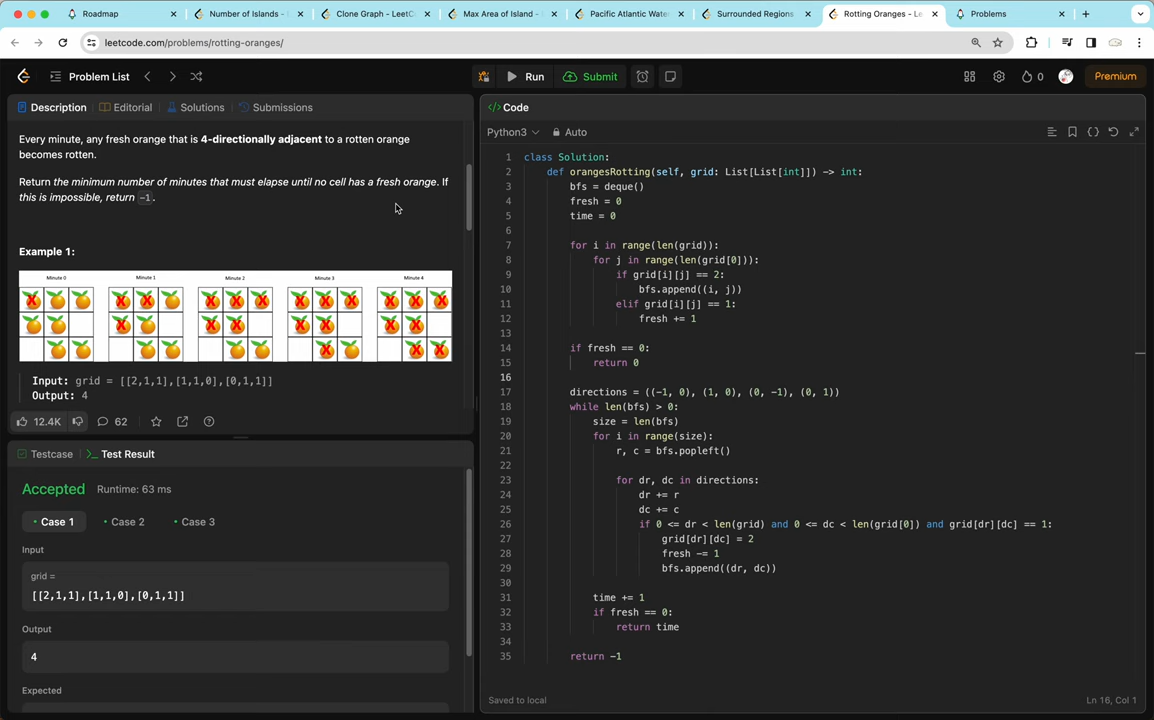 Roadmap
Number of Islands -
Clone Graph - LeetC
Max Area of Island -
Pacific Atlantic Wate
Surrounded Regions
Rotting Oranges - Le
Problems
leetcode.com/problems/rotting-oranges/
Problem List
Run
Submit
0
Premium
Description
Editorial
Solutions
Submissions
Every minute, any fresh orange that is 4-directionally adjacent to a rotten orange
becomes rotten.
Return the minimum number of minutes that must elapse until no cell has a fresh orange. If
this is impossible, return -1.
Example 1:
Minute 0 Minute 1 Minute 2 Minute 3 Minute 4
Input: grid = [[2,1,1],[1,1,0],[0,1,1]]
Output: 4
12.4K
62
Testcase
Test Result
Accepted Runtime: 63 ms
Case 1
Case 2
Case 3
Input
grid =
[[2,1,1],[1,1,0],[0,1,1]]
Output
4
Expected
Code
Python3
Auto
1 class Solution:
2 def orangesRotting(self, grid: List[List[int]]) -> int:
3 bfs = deque()
4 fresh = 0
5 time = 0
6
7 for i in range(len(grid)):
8 for j in range(len(grid[0])):
9 if grid[i][j] == 2:
10 bfs.append((i, j))
11 elif grid[i][j] == 1:
12 fresh += 1
13
14 if fresh == 0:
15 return 0
16
17 directions = ((-1, 0), (1, 0), (0, -1), (0, 1))
18 while len(bfs) > 0:
19 size = len(bfs)
20 for i in range(size):
21 r, c = bfs.popleft()
22
23 for dr, dc in directions:
24 dr += r
25 dc += c
26 if 0 <= dr < len(grid) and 0 <= dc < len(grid[0]) and grid[dr][dc] == 1:
27 grid[dr][dc] = 2
28 fresh -= 1
29 bfs.append((dr, dc))
30
31 time += 1
32 if fresh == 0:
33 return time
34
35 return -1
Saved to local
Ln 16, Col 1